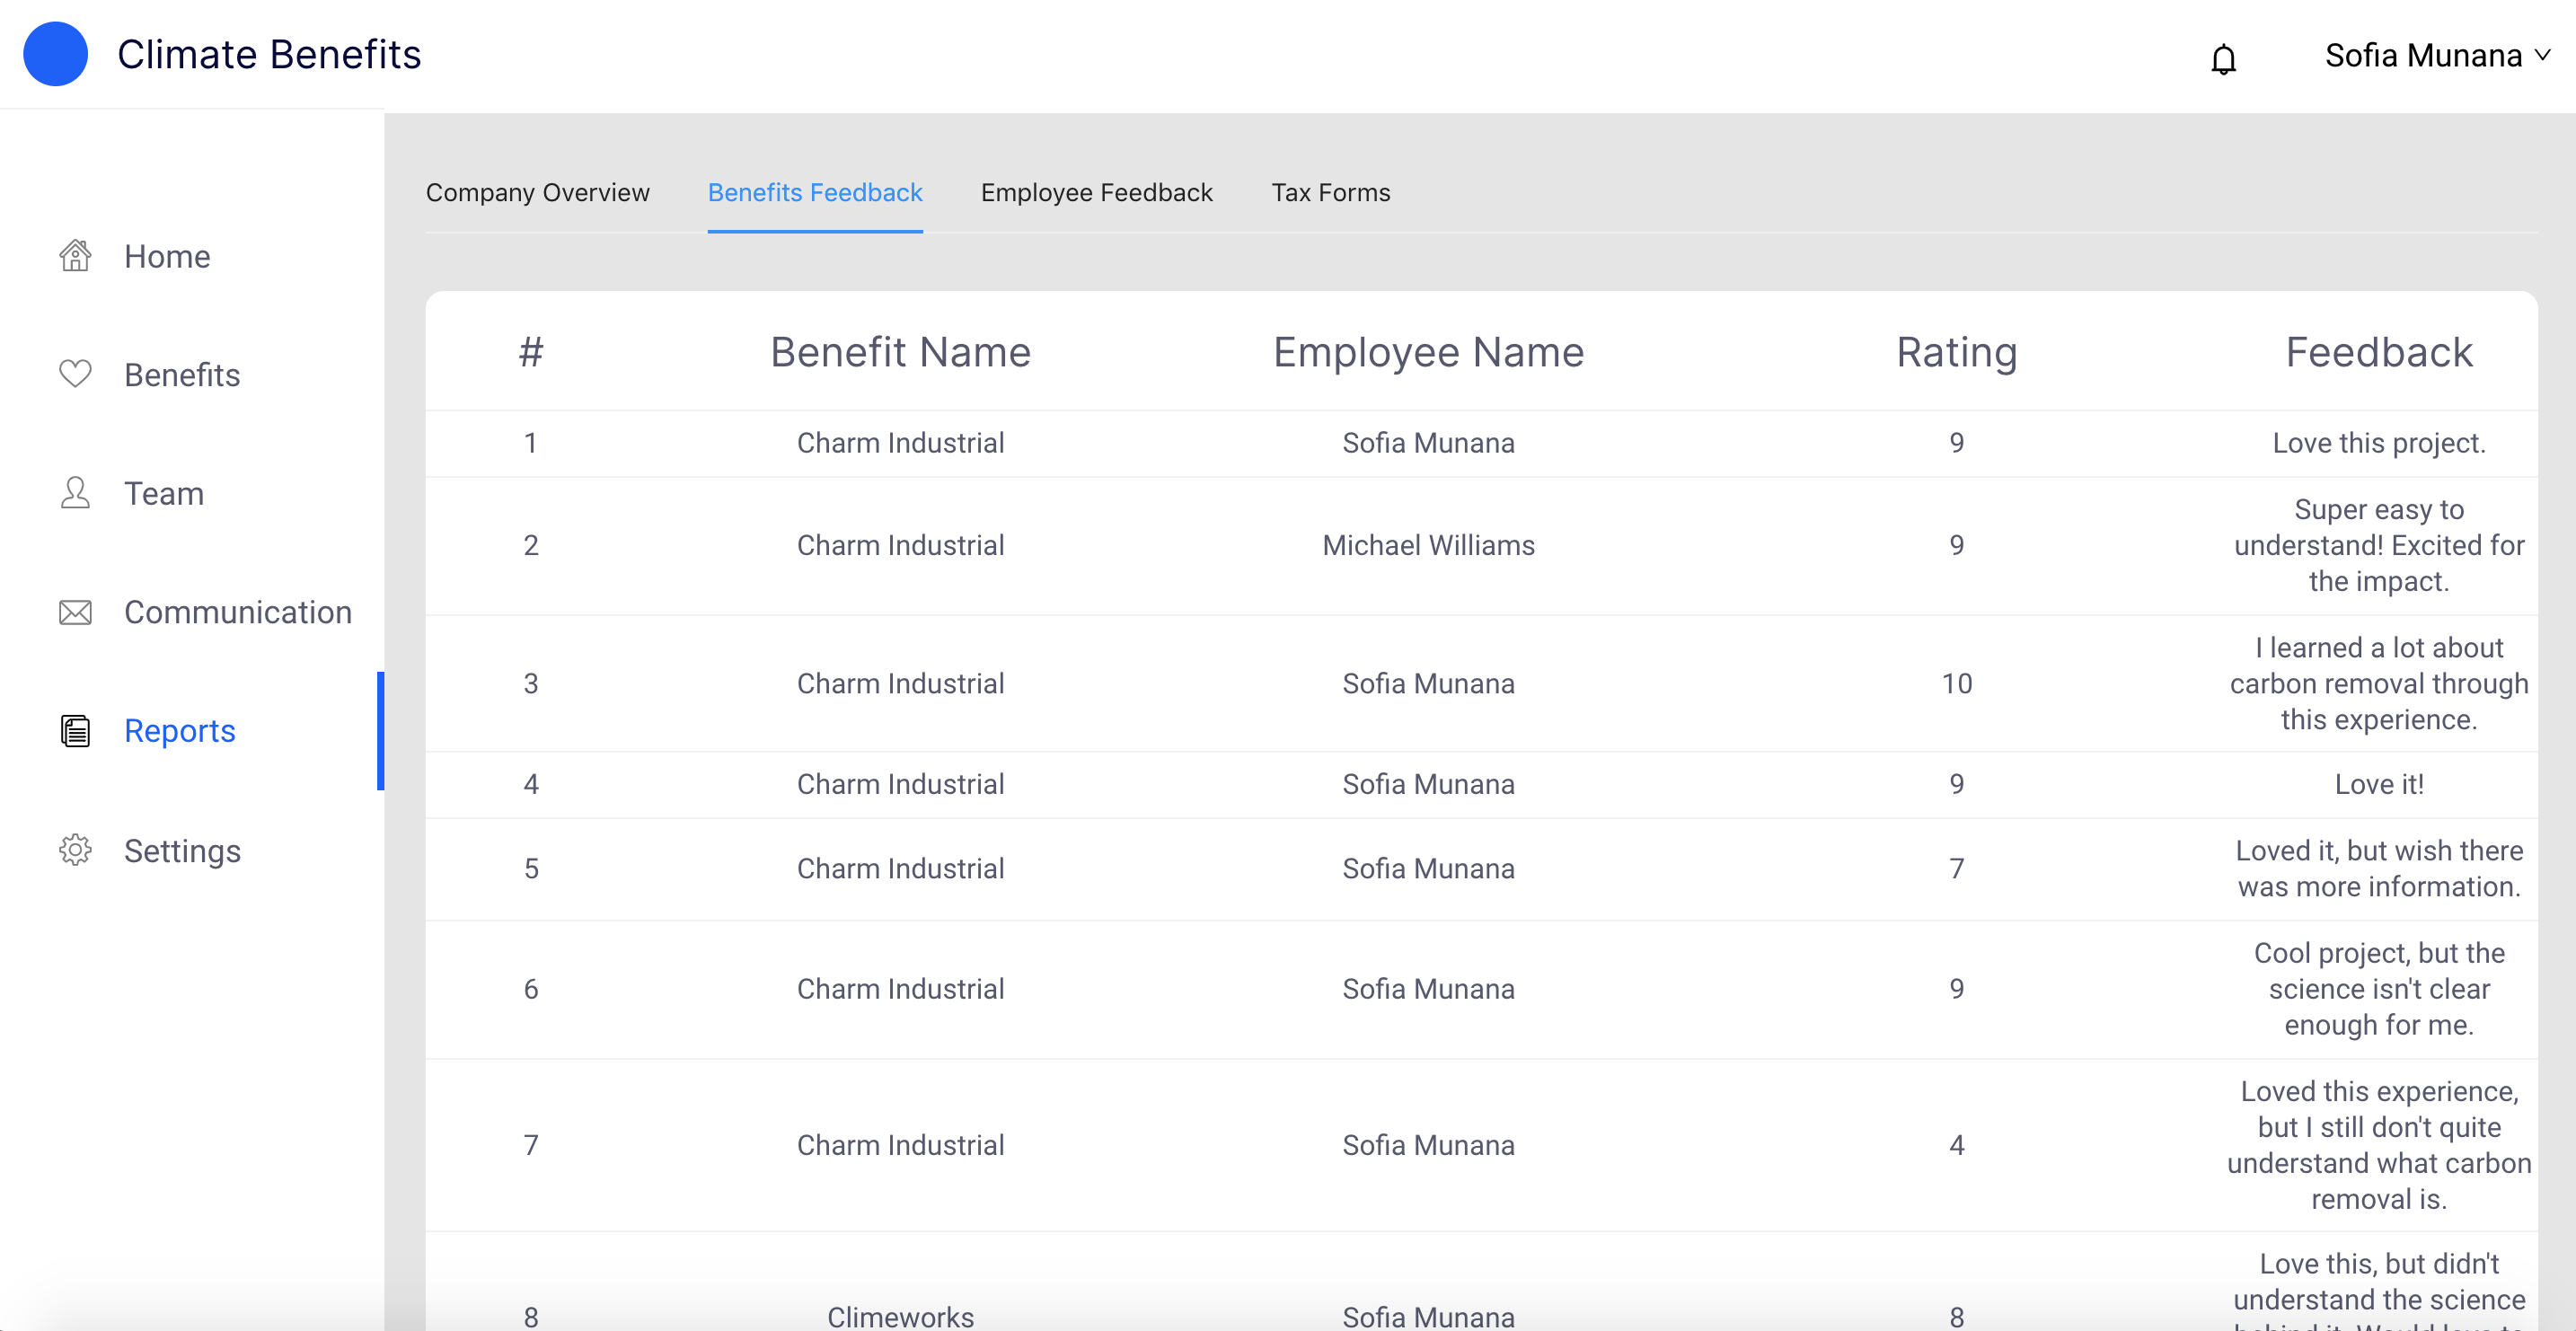 Climate Benefits
Sofia Munana
Home
Benefits
Team
Communication
Reports
Settings
Company Overview Benefits Feedback Employee Feedback Tax Forms
# Benefit Name Employee Name Rating Feedback
1 Charm Industrial Sofia Munana 9 Love this project.
2 Charm Industrial Michael Williams 9 Super easy to
understand! Excited for
the impact.
3 Charm Industrial Sofia Munana 10 I learned a lot about
carbon removal through
this experience.
4 Charm Industrial Sofia Munana 9 Love it!
5 Charm Industrial Sofia Munana 7 Loved it, but wish there
was more information.
6 Charm Industrial Sofia Munana 9 Cool project, but the
science isn't clear
enough for me.
7 Charm Industrial Sofia Munana 4 Loved this experience,
but I still don't quite
understand what carbon
removal is.
8 Climeworks Sofia Munana 8 Love this, but didn't
understand the science